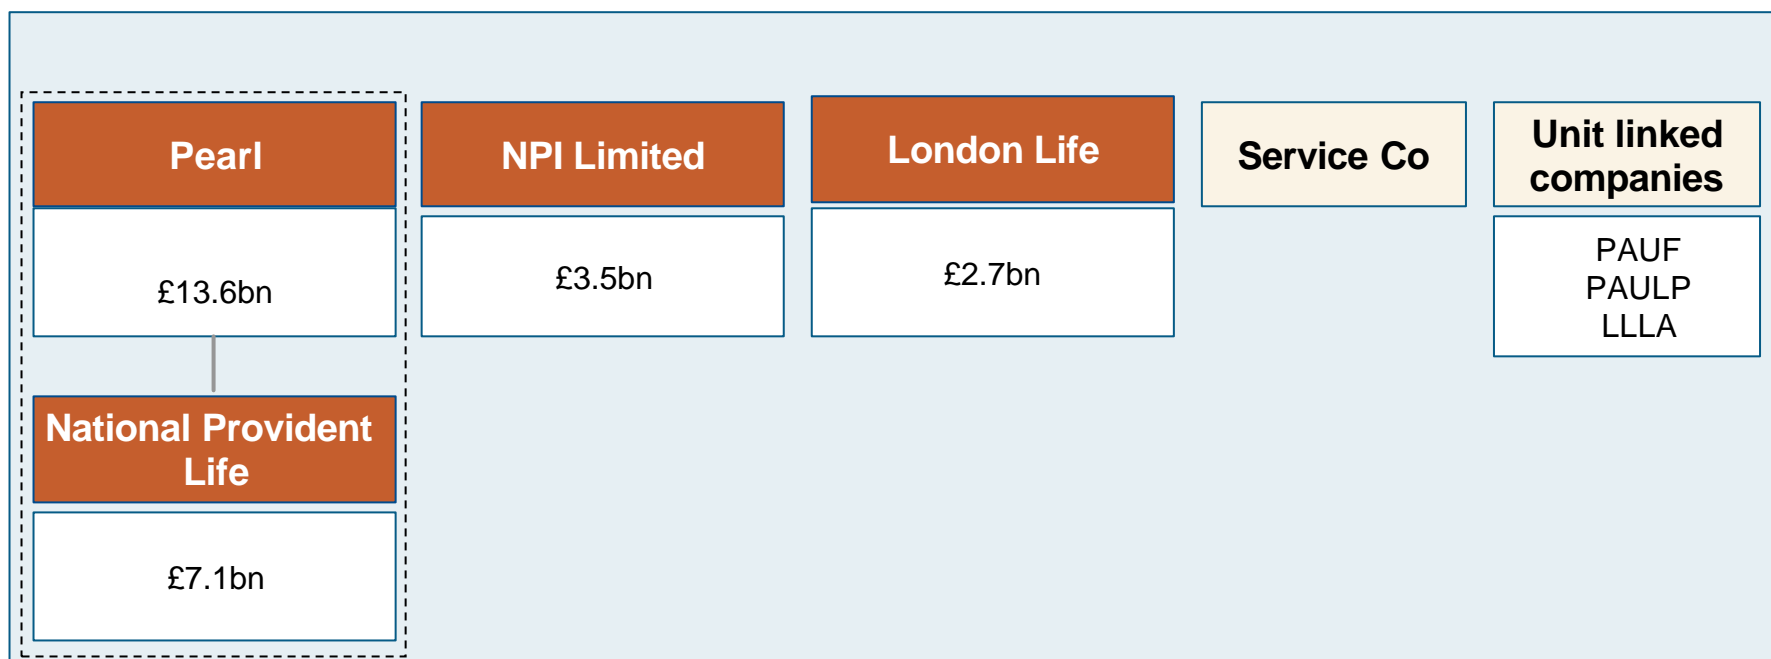 Pearl
£13.6bn
National Provident
Life
£7.1bn
NPI Limited
£3.5bn
London Life
£2.7bn
Service Co
Unit linked
companies
PAUF
PAULP
LLLA